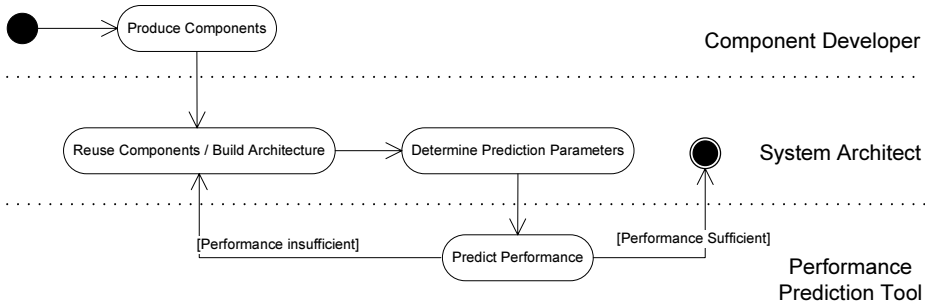 Produce Components
Component Developer
Reuse Components / Build Architecture
Determine Prediction Parameters
System Architect
[Performance insufficient]
[Performance Sufficient]
Predict Performance
Performance
Prediction Tool